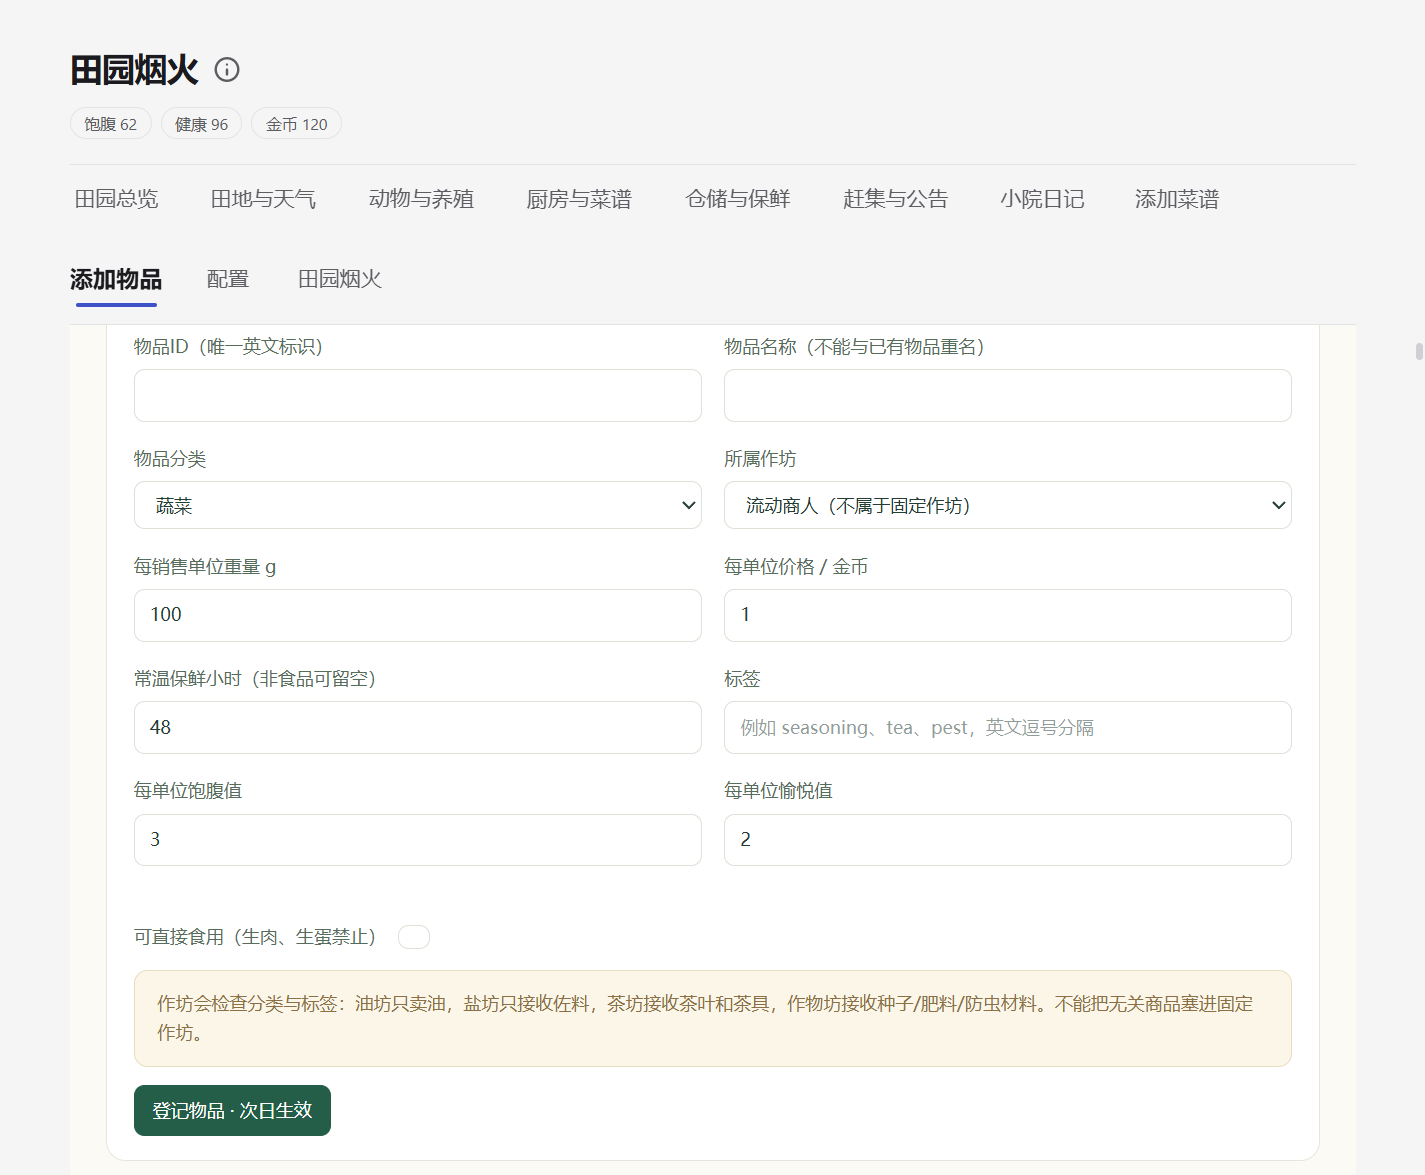 田园烟火
饱腹 62 健康 96 金币 120
田园总览 田地与天气 动物与养殖 厨房与菜谱 仓储与保鲜 赶集与公告 小院日记 添加菜谱
添加物品 配置 田园烟火
物品ID（唯一英文标识） 物品名称（不能与已有物品重名）
物品分类 所属作坊
蔬菜 流动商人（不属于固定作坊）
每销售单位重量 g 每单位价格 / 金币
100 1
常温保鲜小时（非食品可留空） 标签
48 例如 seasoning、tea、pest，英文逗号分隔
每单位饱腹值 每单位愉悦值
3 2
可直接食用（生肉、生蛋禁止）
作坊会检查分类与标签：油坊只卖油，盐坊只接收佐料，茶坊接收茶叶和茶具，作物坊接收种子/肥料/防虫材料。不能把无关商品塞进固定
作坊。
登记物品 · 次日生效